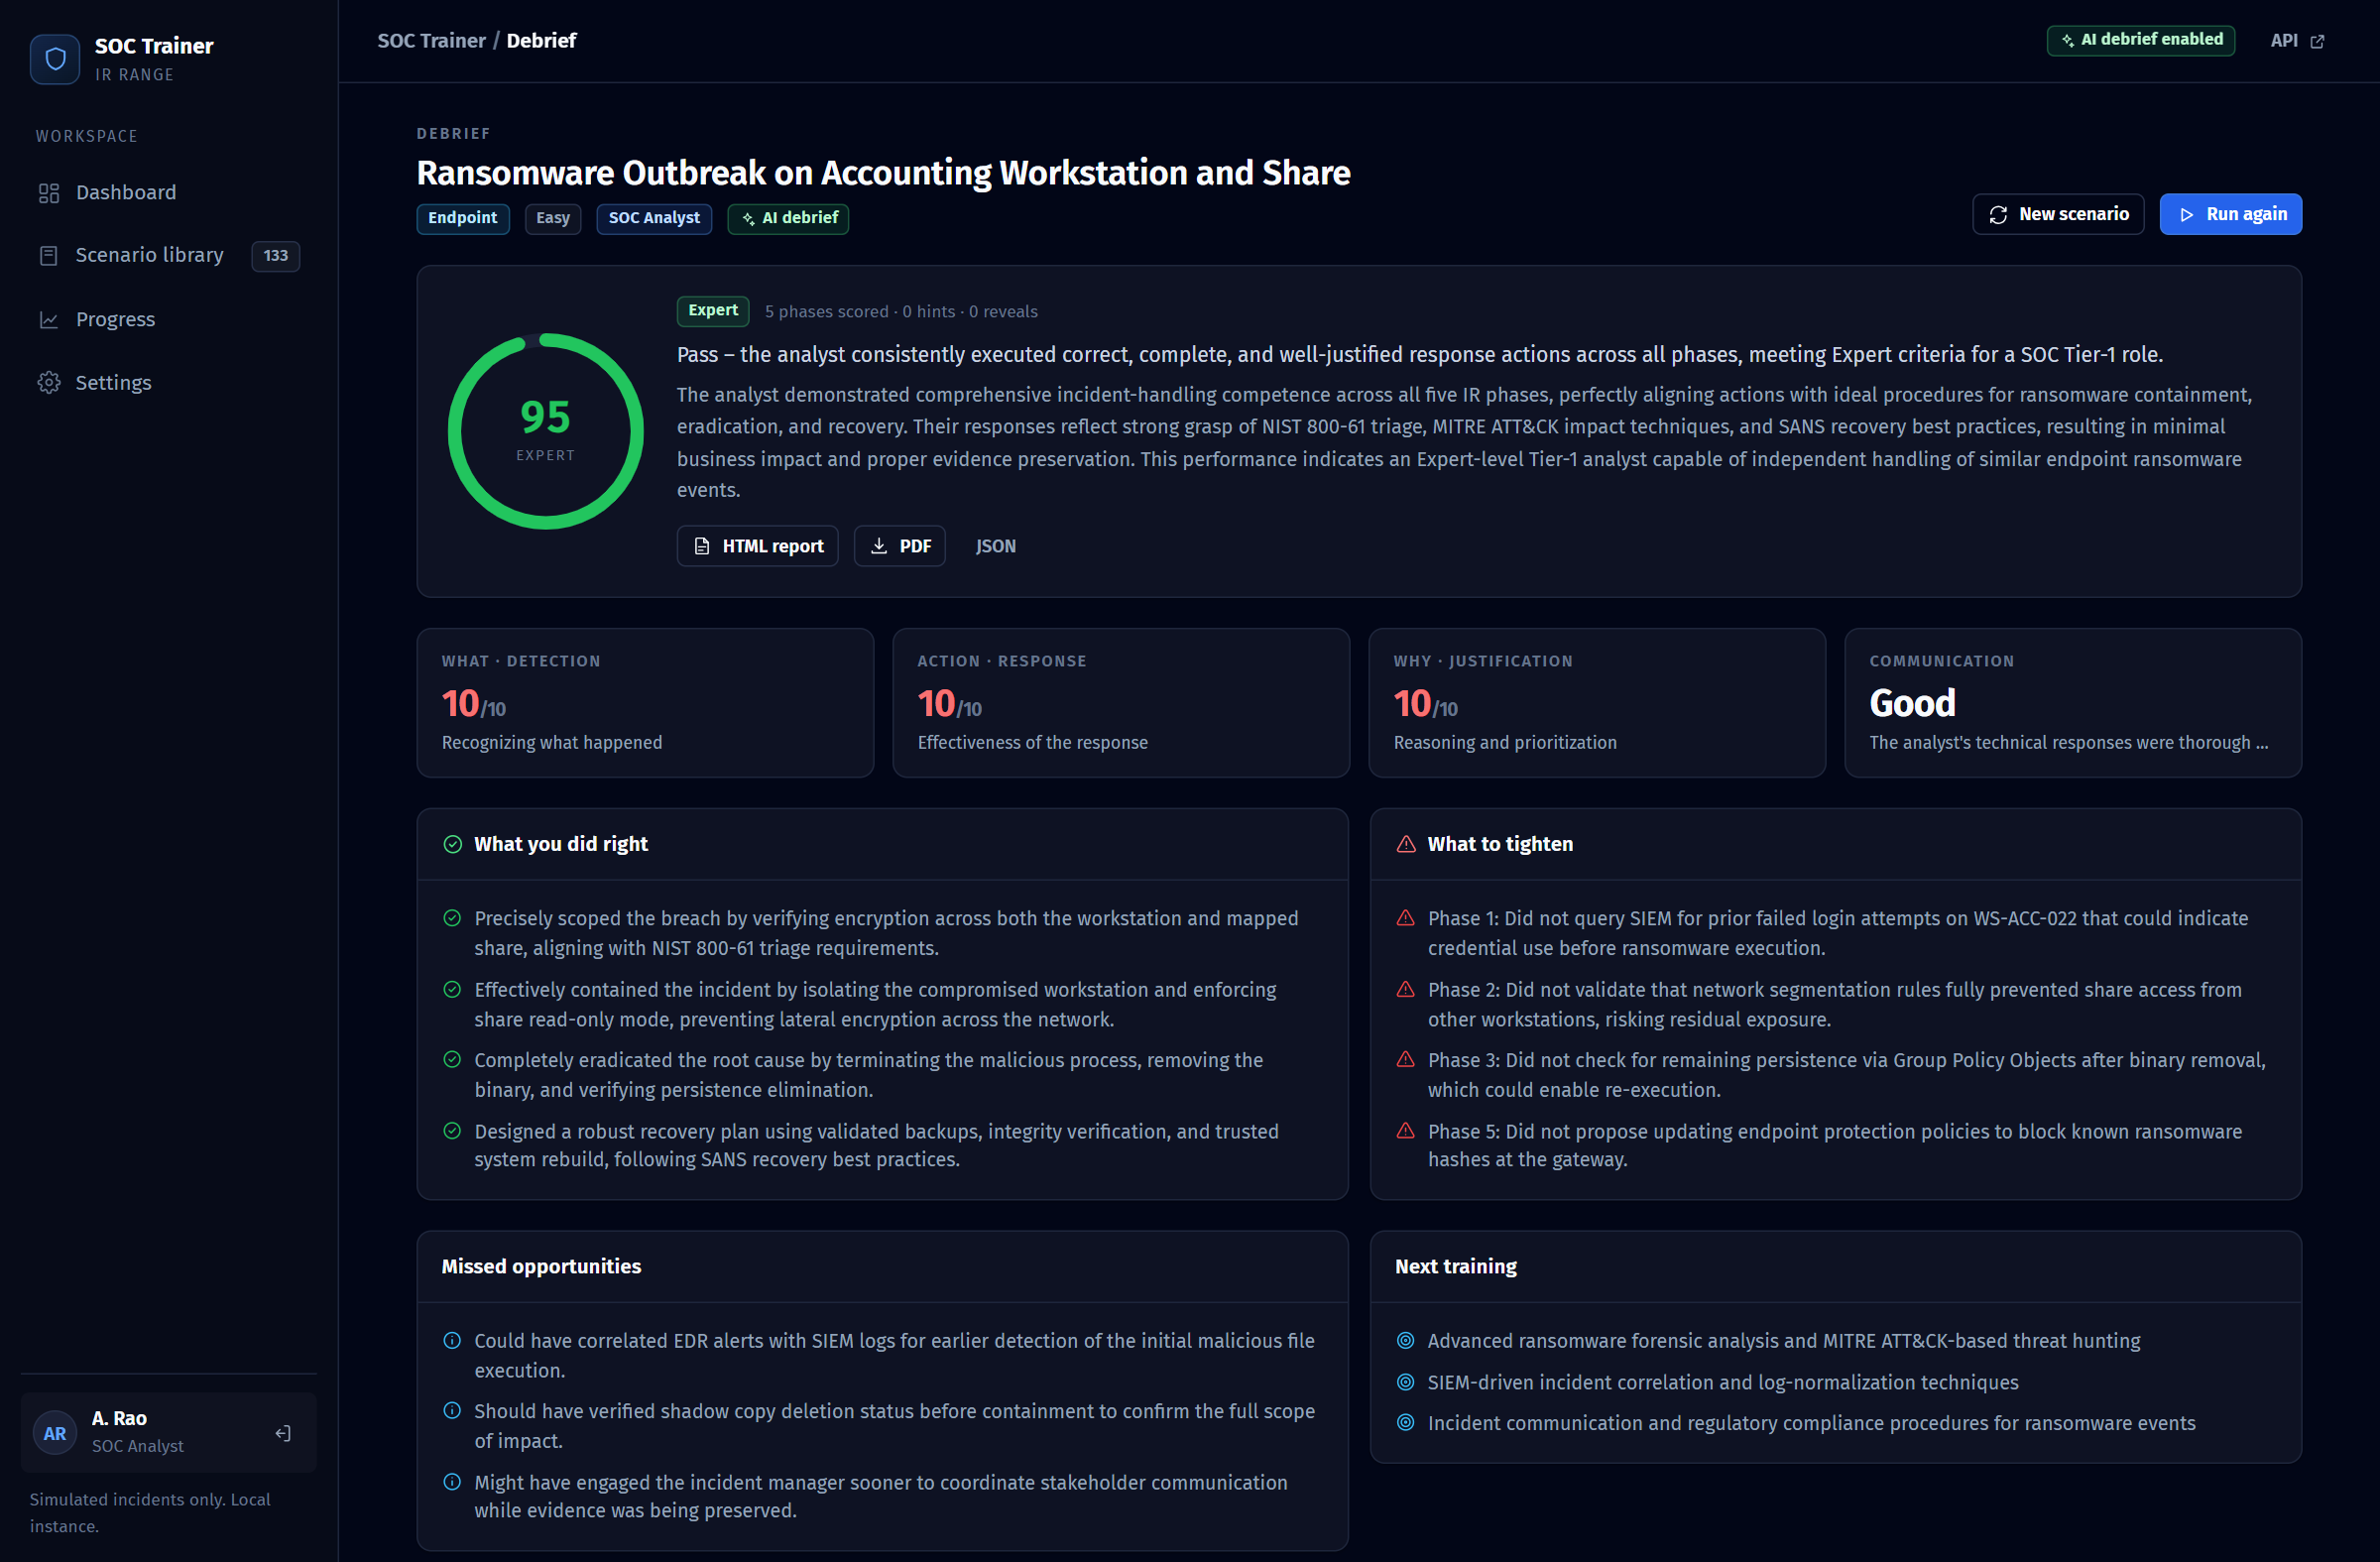 SOC Trainer
IR RANGE
WORKSPACE
Dashboard
Scenario library 133
Progress
Settings
A. Rao
AR
SOC Analyst
Simulated incidents only. Local
instance.
SOC Trainer / Debrief
AI debrief enabled
API
DEBRIEF
Ransomware Outbreak on Accounting Workstation and Share
Endpoint Easy SOC Analyst AI debrief
New scenario Run again
95
EXPERT
Expert 5 phases scored · 0 hints · 0 reveals
Pass – the analyst consistently executed correct, complete, and well-justified response actions across all phases, meeting Expert criteria for a SOC Tier-1 role.
The analyst demonstrated comprehensive incident-handling competence across all five IR phases, perfectly aligning actions with ideal procedures for ransomware containment,
eradication, and recovery. Their responses reflect strong grasp of NIST 800-61 triage, MITRE ATT&CK impact techniques, and SANS recovery best practices, resulting in minimal
business impact and proper evidence preservation. This performance indicates an Expert-level Tier-1 analyst capable of independent handling of similar endpoint ransomware
events.
HTML report PDF JSON
WHAT · DETECTION
10/10
Recognizing what happened
ACTION · RESPONSE
10/10
Effectiveness of the response
WHY · JUSTIFICATION
10/10
Reasoning and prioritization
COMMUNICATION
Good
The analyst's technical responses were thorough ...
What you did right
Precisely scoped the breach by verifying encryption across both the workstation and mapped
share, aligning with NIST 800-61 triage requirements.
Effectively contained the incident by isolating the compromised workstation and enforcing
share read-only mode, preventing lateral encryption across the network.
Completely eradicated the root cause by terminating the malicious process, removing the
binary, and verifying persistence elimination.
Designed a robust recovery plan using validated backups, integrity verification, and trusted
system rebuild, following SANS recovery best practices.
What to tighten
Phase 1: Did not query SIEM for prior failed login attempts on WS-ACC-022 that could indicate
credential use before ransomware execution.
Phase 2: Did not validate that network segmentation rules fully prevented share access from
other workstations, risking residual exposure.
Phase 3: Did not check for remaining persistence via Group Policy Objects after binary removal,
which could enable re-execution.
Phase 5: Did not propose updating endpoint protection policies to block known ransomware
hashes at the gateway.
Missed opportunities
Could have correlated EDR alerts with SIEM logs for earlier detection of the initial malicious file
execution.
Should have verified shadow copy deletion status before containment to confirm the full scope
of impact.
Might have engaged the incident manager sooner to coordinate stakeholder communication
while evidence was being preserved.
Next training
Advanced ransomware forensic analysis and MITRE ATT&CK-based threat hunting
SIEM-driven incident correlation and log-normalization techniques
Incident communication and regulatory compliance procedures for ransomware events